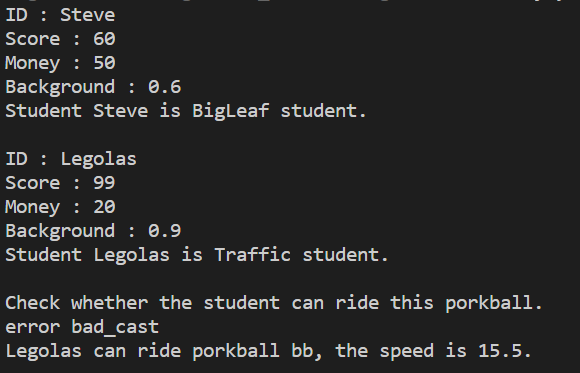 ID : Steve
Score : 60
Money : 50
Background : 0.6
Student Steve is BigLeaf student.
ID : Legolas
Score : 99
Money : 20
Background : 0.9
Student Legolas is Traffic student.
Check whether the student can ride this porkball.
error bad_cast
Legolas can ride porkball bb, the speed is 15.5.